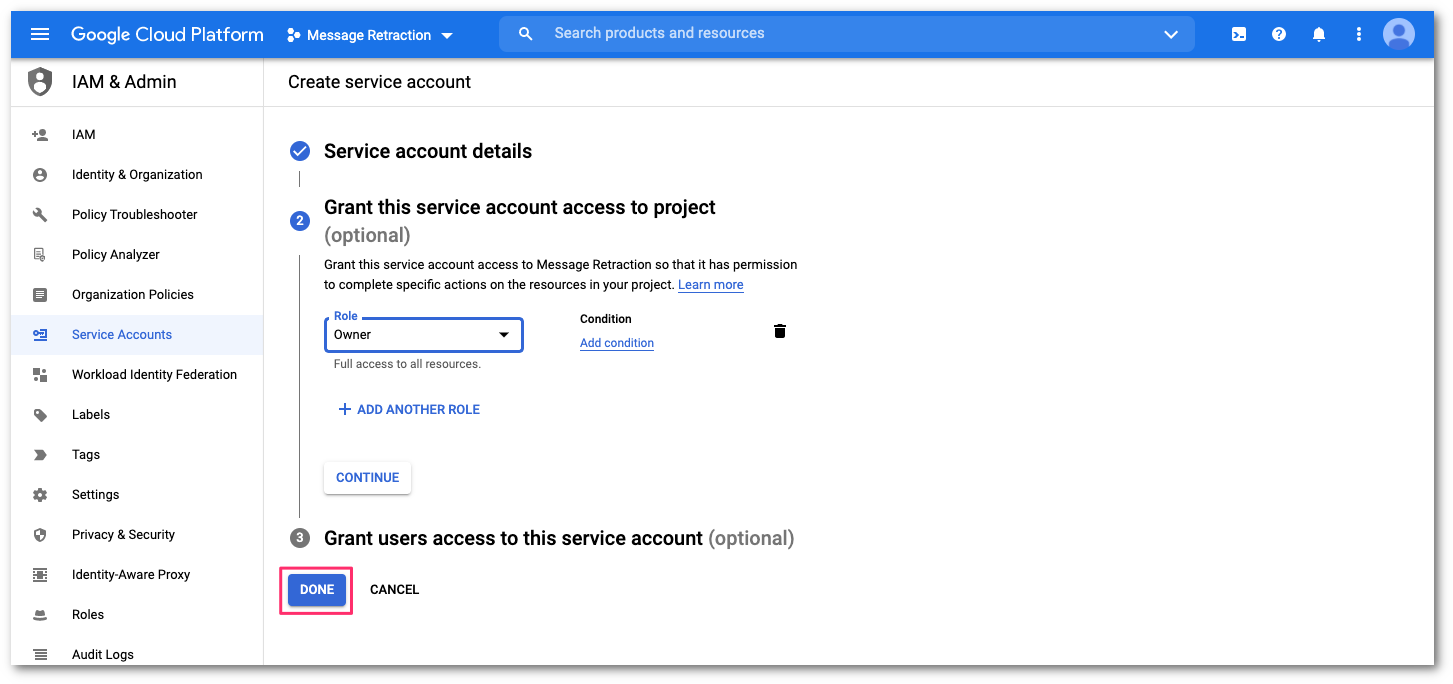 Google Cloud Platform
Message Retraction
Search products and resources
IAM & Admin
Create service account
IAM
Identity & Organization
Policy Troubleshooter
Policy Analyzer
Organization Policies
Service Accounts
Workload Identity Federation
Labels
Tags
Settings
Privacy & Security
Identity-Aware Proxy
Roles
Audit Logs
Service account details
2
Grant this service account access to project
(optional)
Grant this service account access to Message Retraction so that it has permission
to complete specific actions on the resources in your project. Learn more
Role
Owner
Full access to all resources.
Condition
Add condition
+ ADD ANOTHER ROLE
CONTINUE
3
Grant users access to this service account (optional)
DONE
CANCEL